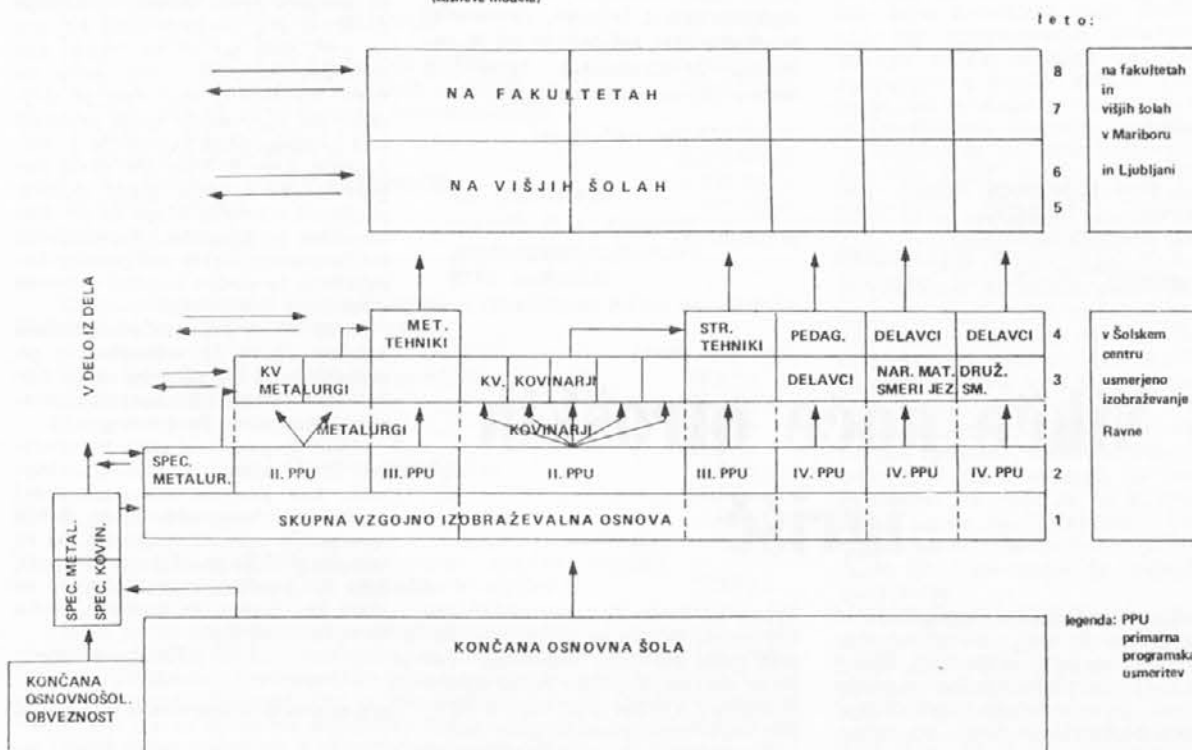 leto:
8 na fakultetah
in
NA FAKULTETAH
7 višjih šolah
v Mariboru
6 in Ljubljani
NA VIŠJIH ŠOLAH
5
V DELO IZ DELA
MET. TEHNIKI
STR. TEHNIKI
PEDAG.
DELAVCI
DELAVCI
4 v Šolskem
centru
KV METALURGI
KV. KOVINARJI
DELAVCI
NAR. MAT. DRUŽ.
SMERI JEZ. SM.
3 usmerjeno
izobraževanje
METALURGI
KOVINARJI
Ravne
SPEC. METALUR.
II. PPU
III. PPU
II. PPU
III. PPU
IV. PPU
IV. PPU
IV. PPU
2
SKUPNA VZGOJNO IZOBRAŽEVALNA OSNOVA
1
SPEC. METAL.
SPEC. KOVIN.
KONČANA OSNOVNA ŠOLA
legenda: PPU
primarna
programska
usmeritev
KONČANA
OSNOVNOŠOL.
OBVEZNOST